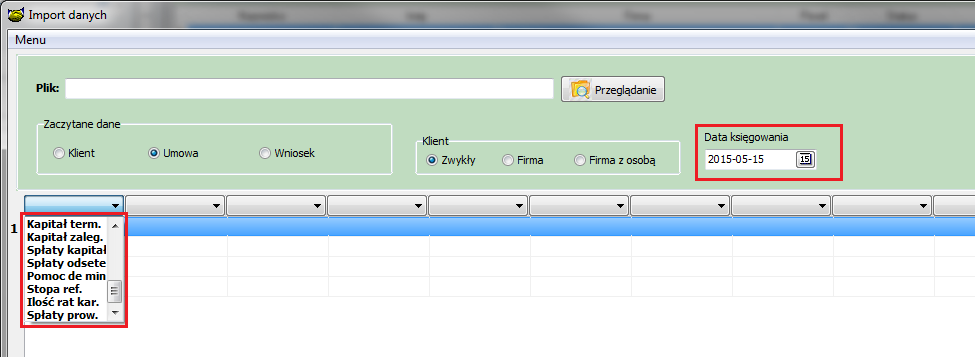 Import danych
Menu
Plik:
Przeglądanie
Zaczytane dane
Klient
Umowa
Wniosek
Klient
Zwykły
Firma
Firma z osobą
Data księgowania
2015-05-15
15
1
Kapitał term.
Kapitał zaleg.
Spłaty kapitał
Spłaty odsete
Pomoc de min
Stopa ref.
Ilość rat kar.
Spłaty prow.